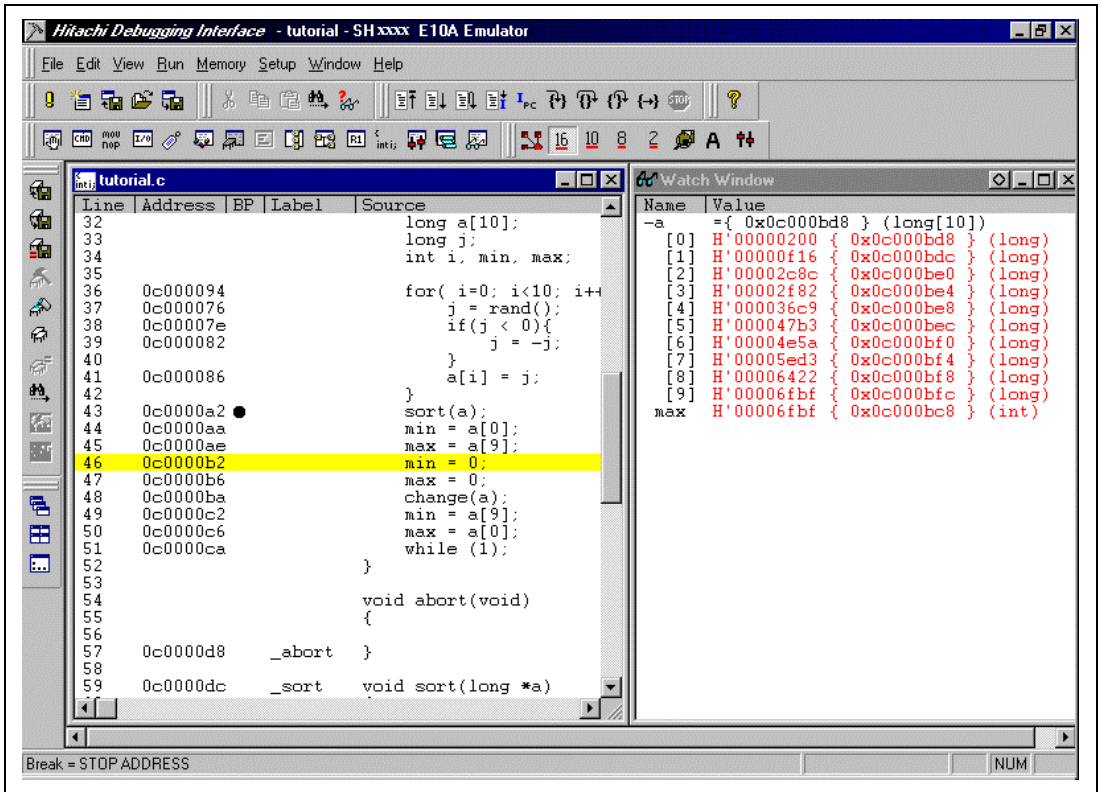 Hitachi Debugging Interface - tutorial - SH xxxx E10A Emulator
File Edit View Run Memory Setup Window Help
16 10 8 2 A
tutorial.c
Line Address BP Label Source
32 long a[10];
33 long j;
34 int i, min, max;
35
36 0c000094 for( i=0; i<10; i++
37 0c000076 j = rand();
38 0c00007e if(j < 0){
39 0c000082 j = -j;
40 }
41 0c000086 a[i] = j;
42 }
43 0c0000a2 ● sort(a);
44 0c0000aa min = a[0];
45 0c0000ae max = a[9];
46 0c0000b2 min = 0;
47 0c0000b6 max = 0;
48 0c0000ba change(a);
49 0c0000c2 min = a[9];
50 0c0000c6 max = a[0];
51 0c0000ca while (1);
52 }
53
54 void abort(void)
55 {
56
57 0c0000d8 _abort }
58
59 0c0000dc _sort void sort(long *a)
Watch Window
Name Value
-a ={ 0x0c000bd8 } (long[10])
[0] H'00000200 { 0x0c000bd8 } (long)
[1] H'00000f16 { 0x0c000bdc } (long)
[2] H'00002c8c { 0x0c000be0 } (long)
[3] H'00002f82 { 0x0c000be4 } (long)
[4] H'000036c9 { 0x0c000be8 } (long)
[5] H'000047b3 { 0x0c000bec } (long)
[6] H'00004e5a { 0x0c000bf0 } (long)
[7] H'00005ed3 { 0x0c000bf4 } (long)
[8] H'00006422 { 0x0c000bf8 } (long)
[9] H'00006fbf { 0x0c000bfc } (long)
max H'00006fbf { 0x0c000bc8 } (int)
Break = STOP ADDRESS
NUM